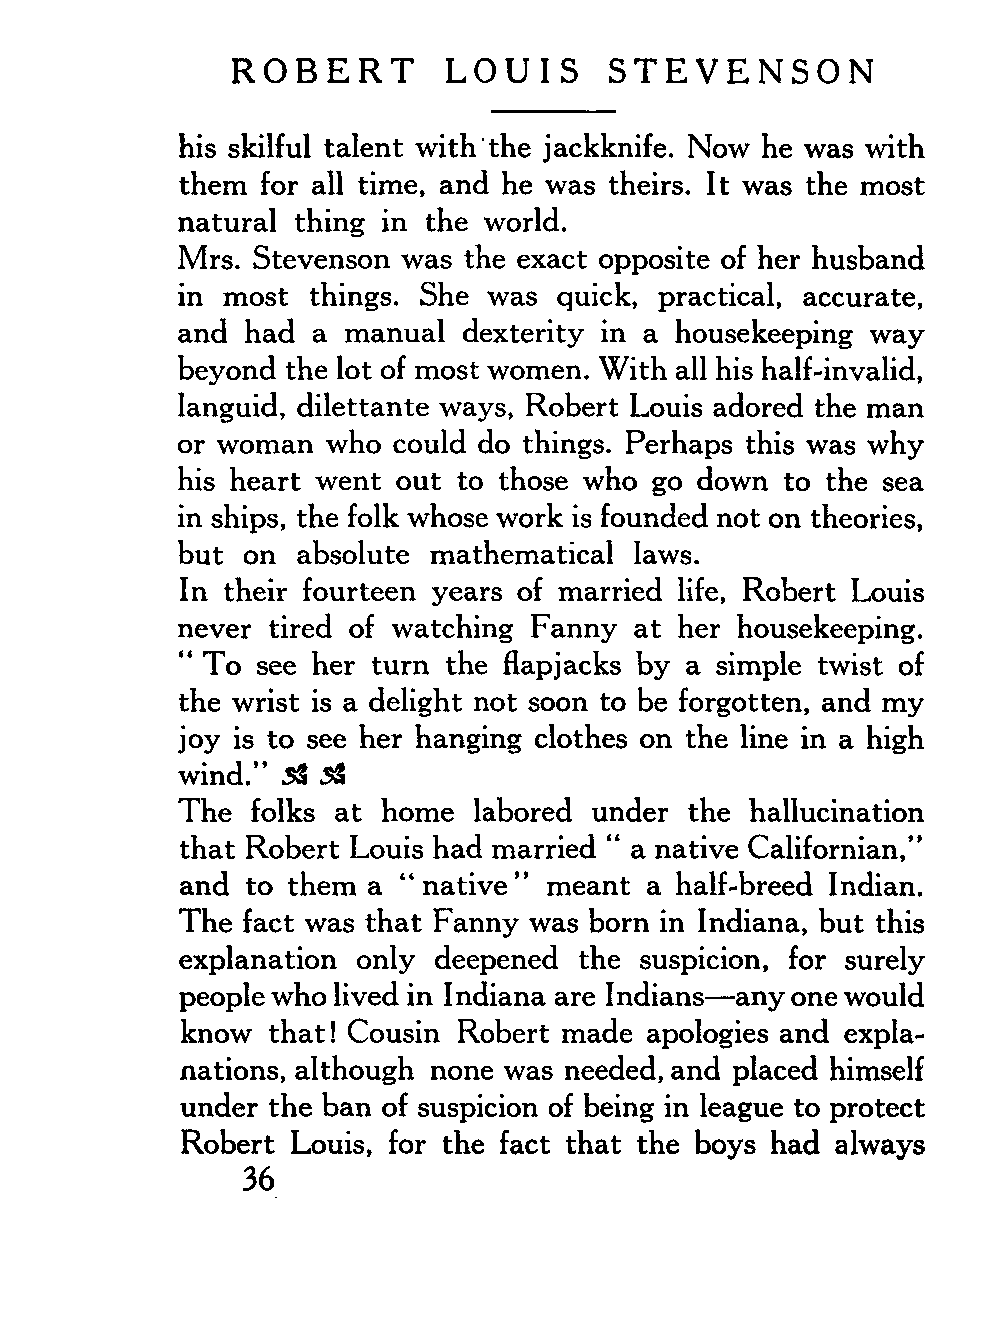 ROBERT LOUIS STEVENSON
his skilful talent with the jackknife. Now he was with
them for all time, and he was theirs. It was the most
natural thing in the world.
Mrs. Stevenson was the exact opposite of her husband
in most things. She was quick, practical, accurate,
and had a manual dexterity in a housekeeping way
beyond the lot of most women. With all his half-invalid,
languid, dilettante ways, Robert Louis adored the man
or woman who could do things. Perhaps this was why
his heart went out to those who go down to the sea
in ships, the folk whose work is founded not on theories,
but on absolute mathematical laws.
In their fourteen years of married life, Robert Louis
never tired of watching Fanny at her housekeeping.
“ To see her turn the flapjacks by a simple twist of
the wrist is a delight not soon to be forgotten, and my
joy is to see her hanging clothes on the line in a high
wind.”
The folks at home labored under the hallucination
that Robert Louis had married “ a native Californian,”
and to them a “ native ” meant a half-breed Indian.
The fact was that Fanny was born in Indiana, but this
explanation only deepened the suspicion, for surely
people who lived in Indiana are Indians—any one would
know that! Cousin Robert made apologies and expla-
nations, although none was needed, and placed himself
under the ban of suspicion of being in league to protect
Robert Louis, for the fact that the boys had always
36